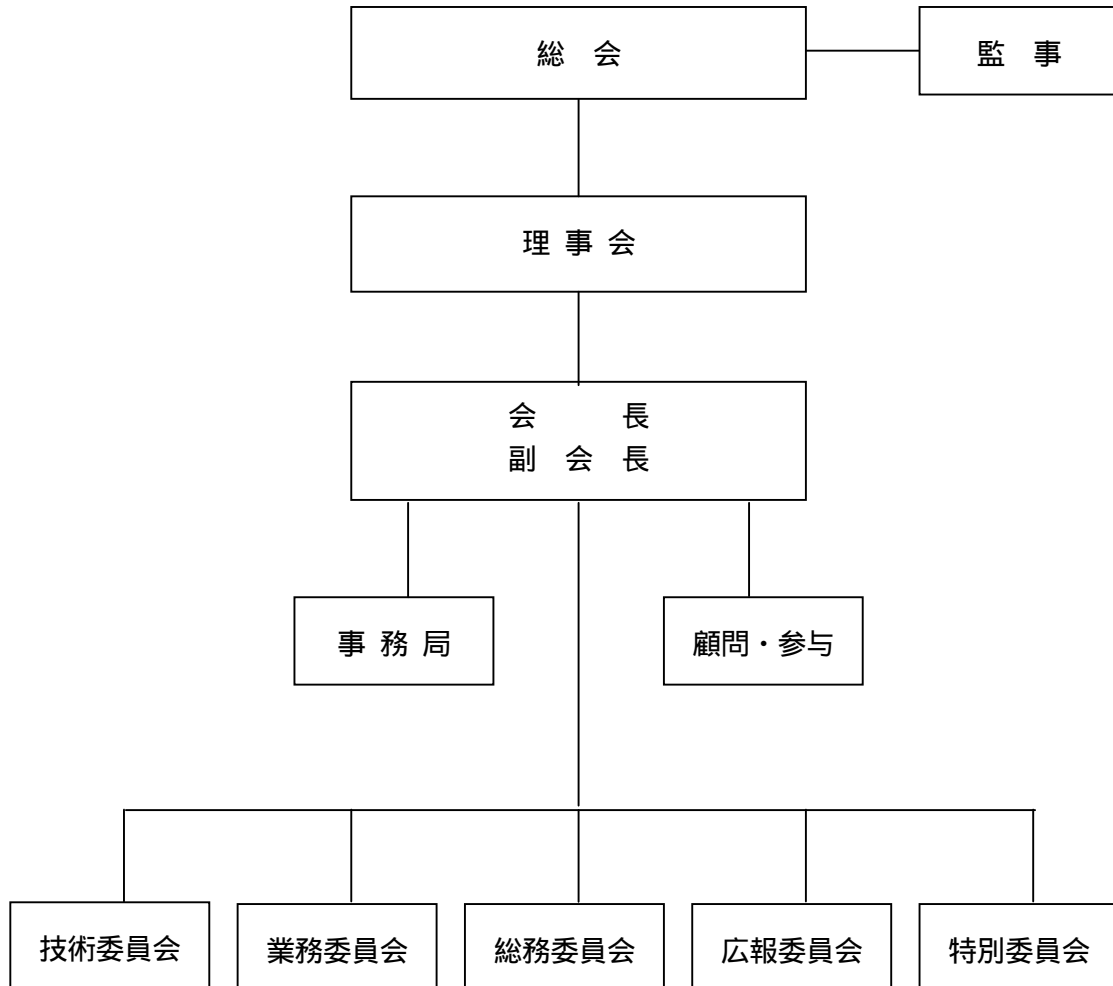 総　会
監　事
理 事 会
会　　　長
副　会　長
事 務 局
顧問・参与
技術委員会
業務委員会
総務委員会
広報委員会
特別委員会